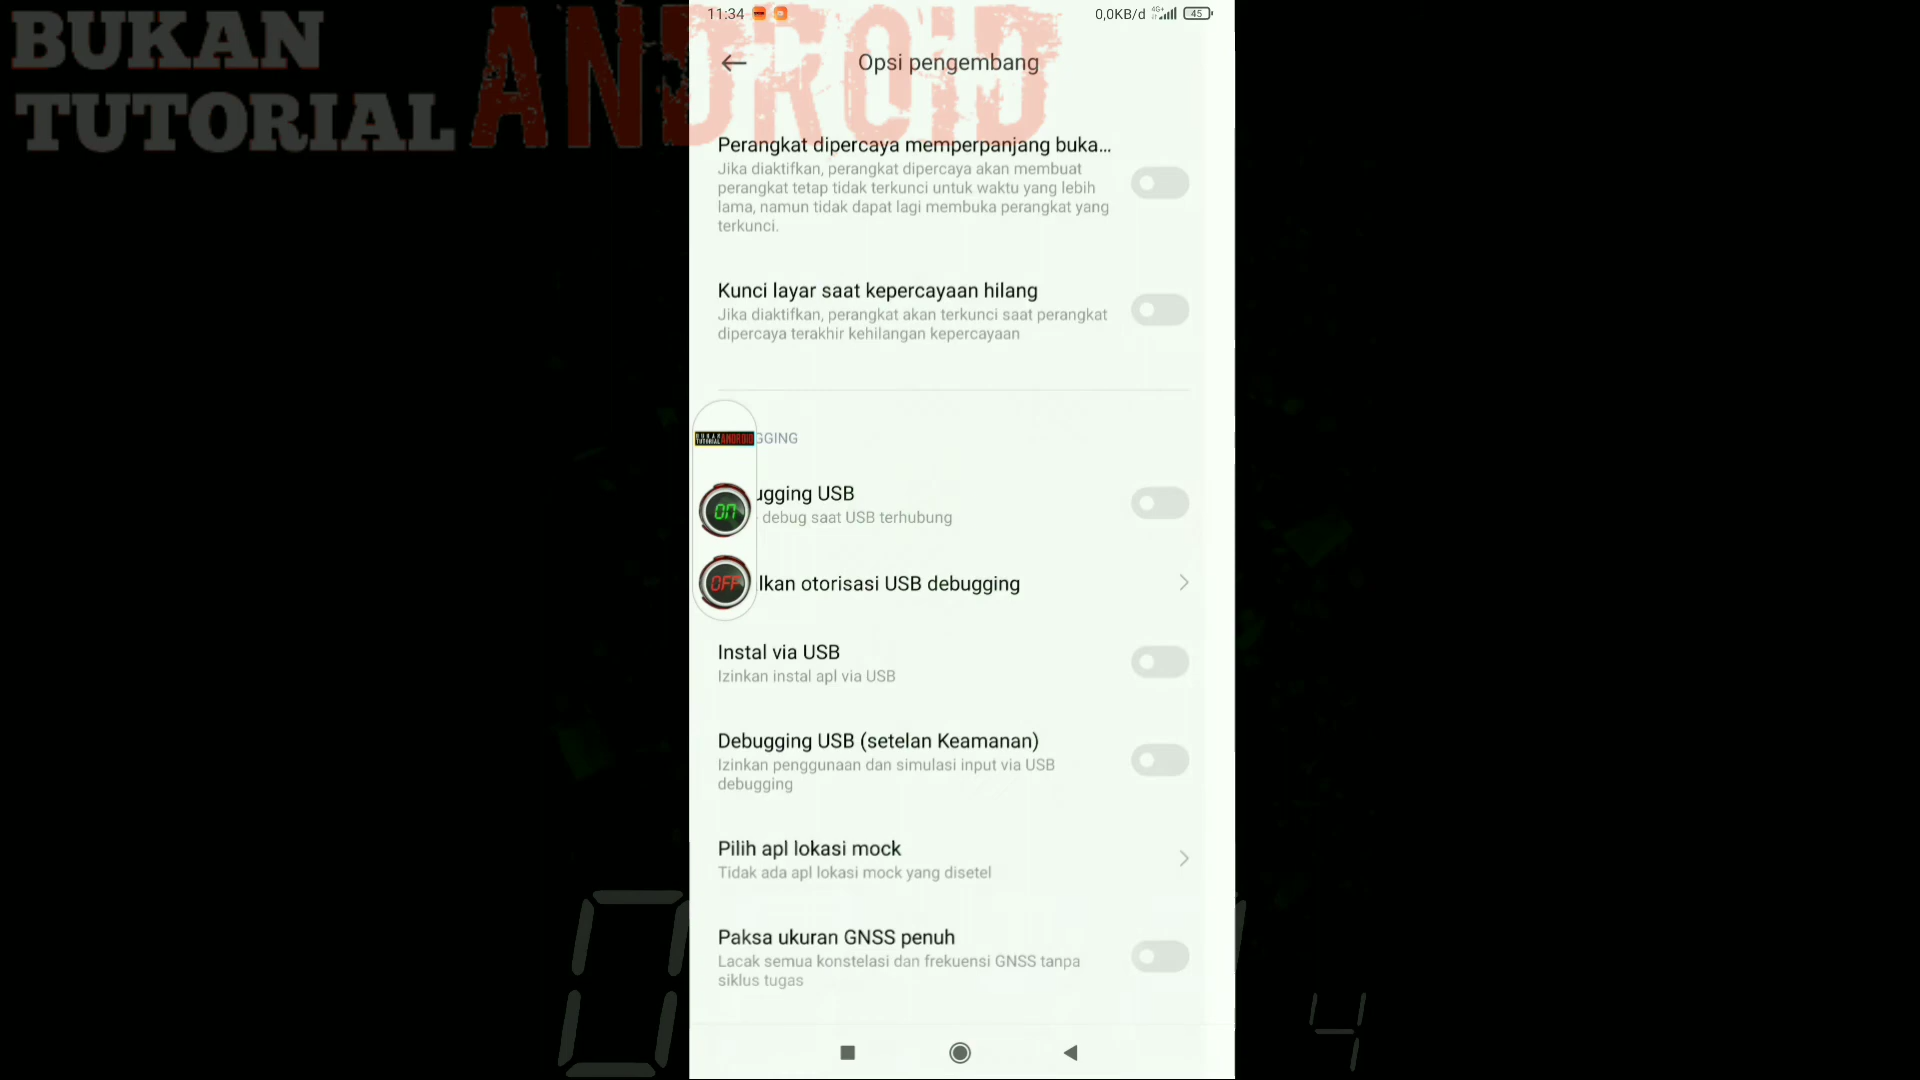 BUKAN
TUTORIAL ANDROID
11:34
0,0KB/d 4G+ 45
Opsi pengembang
Perangkat dipercaya memperpanjang buka...
Jika diaktifkan, perangkat dipercaya akan membuat
perangkat tetap tidak terkunci untuk waktu yang lebih
lama, namun tidak dapat lagi membuka perangkat yang
terkunci.
Kunci layar saat kepercayaan hilang
Jika diaktifkan, perangkat akan terkunci saat perangkat
dipercaya terakhir kehilangan kepercayaan
BUKAN TUTORIAL ANDROID
GGING
ugging USB
ON
debug saat USB terhubung
OFF
lkan otorisasi USB debugging
Instal via USB
Izinkan instal apl via USB
Debugging USB (setelan Keamanan)
Izinkan penggunaan dan simulasi input via USB
debugging
Pilih apl lokasi mock
Tidak ada apl lokasi mock yang disetel
Paksa ukuran GNSS penuh
Lacak semua konstelasi dan frekuensi GNSS tanpa
siklus tugas
4